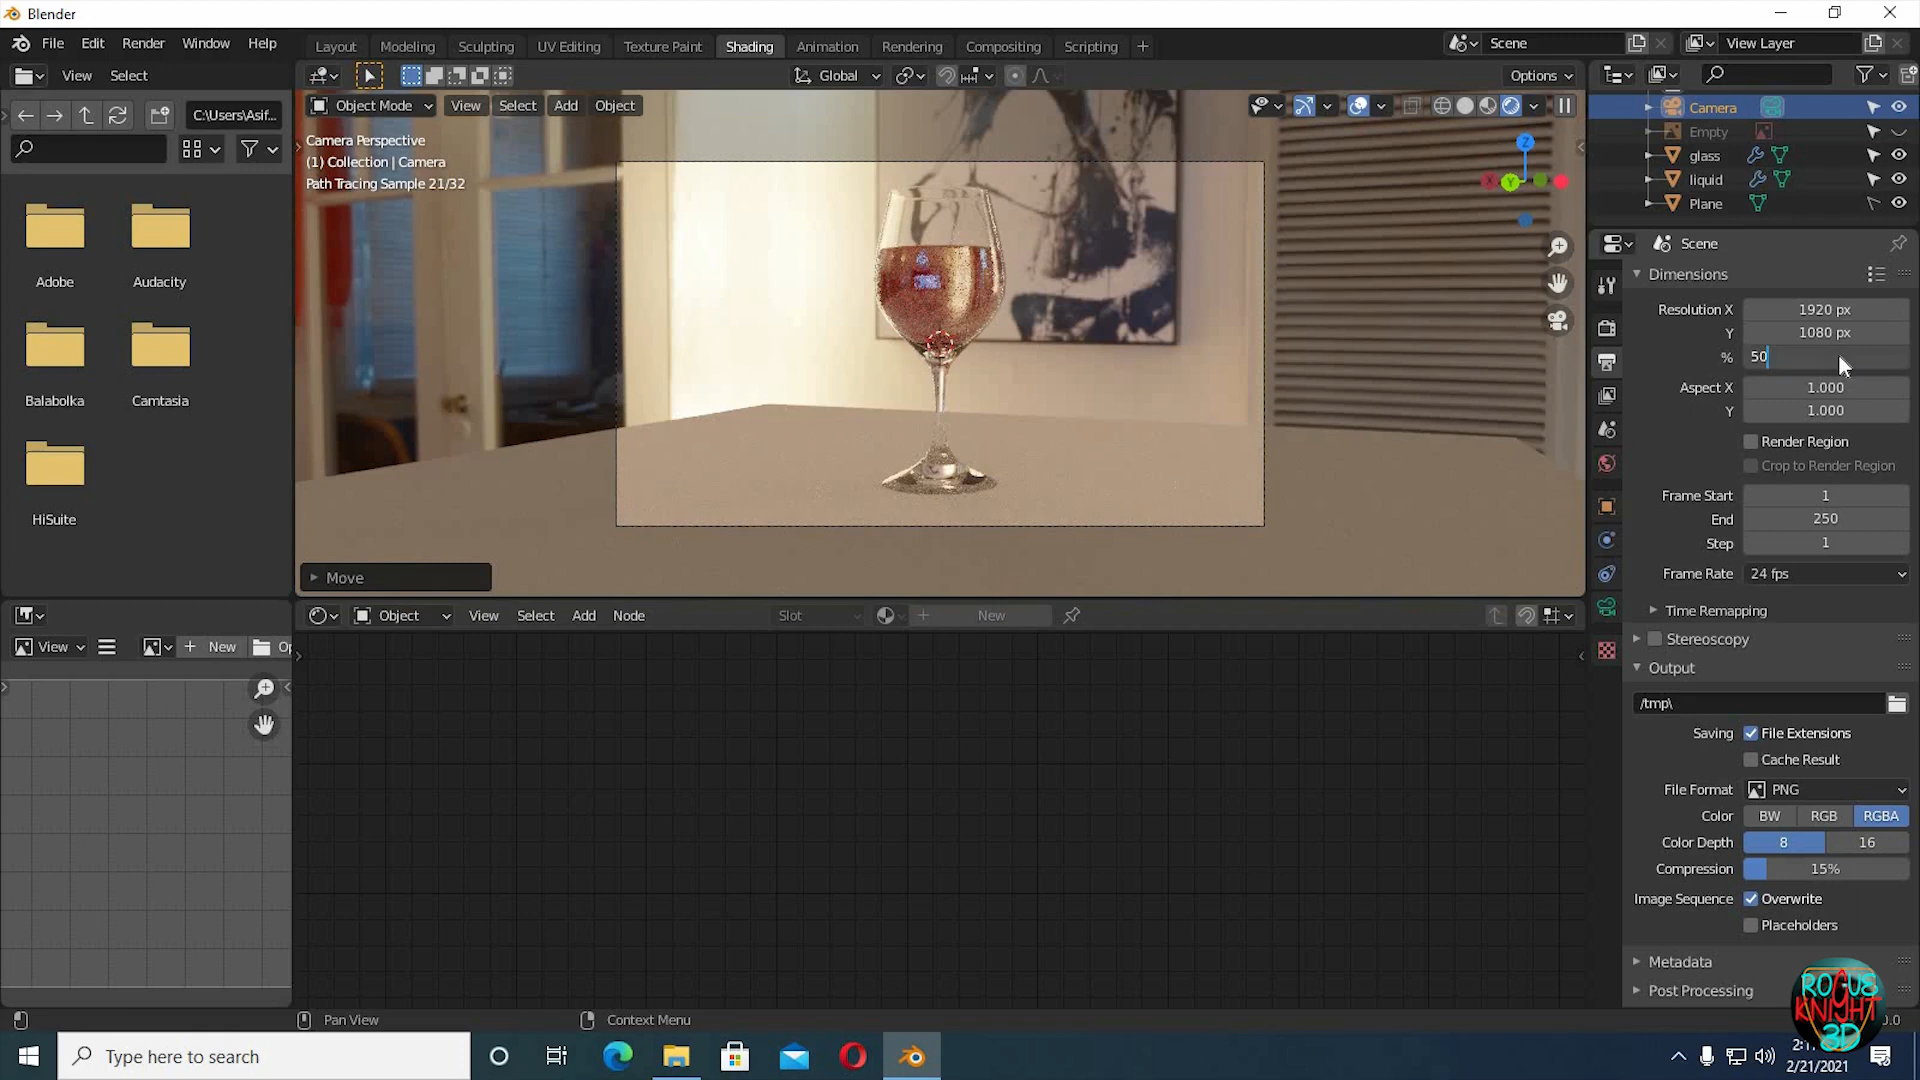 Blender
File Edit Render Window Help
Layout Modeling Sculpting UV Editing Texture Paint Shading Animation Rendering Compositing Scripting +
Scene
View Layer
View Select
Global
Options
C:\Users\Asif...
Object Mode View Select Add Object
Camera Perspective
(1) Collection | Camera
Path Tracing Sample 21/32
Z
X
Y
Adobe
Audacity
Balabolka
Camtasia
HiSuite
Move
Camera
Empty
glass
liquid
Plane
Scene
Dimensions
Resolution X 1920 px
Y 1080 px
% 50
Aspect X 1.000
Y 1.000
Render Region
Crop to Render Region
Frame Start 1
End 250
Step 1
Frame Rate 24 fps
Time Remapping
Stereoscopy
Output
/tmp\
Saving File Extensions
Cache Result
File Format PNG
Color BW RGB RGBA
Color Depth 8 16
Compression 15%
Image Sequence Overwrite
Placeholders
Metadata
Post Processing
Object View Select Add Node Slot New
View + New Op
Pan View
Context Menu
ROGUE
KNIGHT
3D
Type here to search
2/21/2021